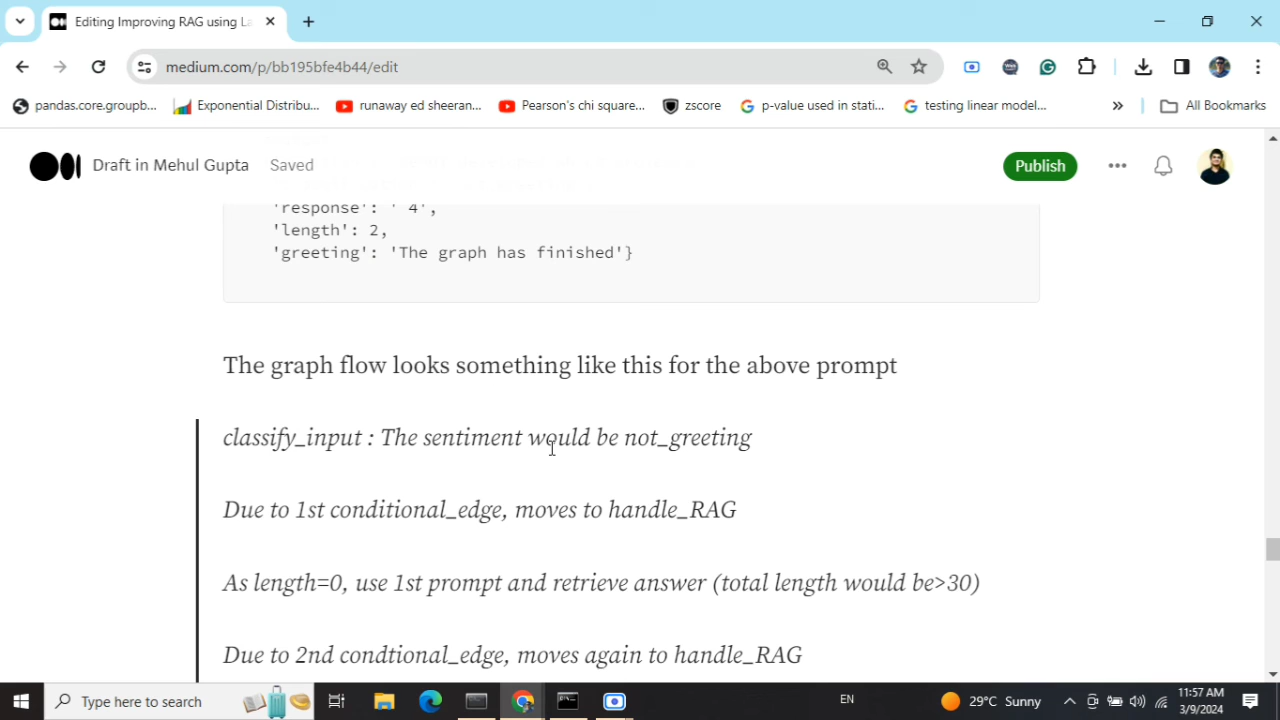 Editing Improving RAG using La
medium.com/p/bb195bfe4b44/edit
pandas.core.groupb...
Exponential Distribu...
runaway ed sheeran...
Pearson's chi square...
zscore
p-value used in stati...
testing linear model...
»
All Bookmarks
Draft in Mehul Gupta
Saved
Publish
'response': ' 4',
'length': 2,
'greeting': 'The graph has finished'}
The graph flow looks something like this for the above prompt
classify_input : The sentiment would be not_greeting
Due to 1st conditional_edge, moves to handle_RAG
As length=0, use 1st prompt and retrieve answer (total length would be>30)
Due to 2nd condtional_edge, moves again to handle_RAG
Type here to search
EN
29°C Sunny
11:57 AM
3/9/2024